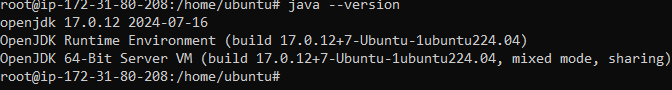 root@ip-172-31-80-208:/home/ubuntu# java --version
openjdk 17.0.12 2024-07-16
OpenJDK Runtime Environment (build 17.0.12+7-Ubuntu-1ubuntu224.04)
OpenJDK 64-Bit Server VM (build 17.0.12+7-Ubuntu-1ubuntu224.04, mixed mode, sharing)
root@ip-172-31-80-208:/home/ubuntu#